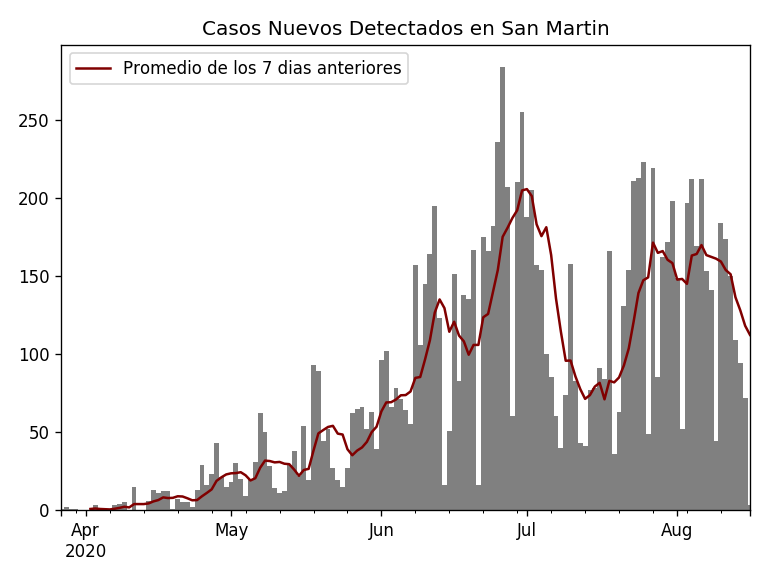 Casos Nuevos Detectados en San Martin
Promedio de los 7 dias anteriores
250
200
150
100
50
0
Apr May Jun Jul Aug
2020